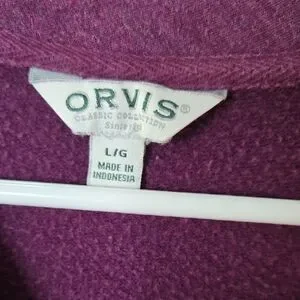 ORVIS®
CLASSIC COLLECTION
L/G
MADE IN
INDONESIA